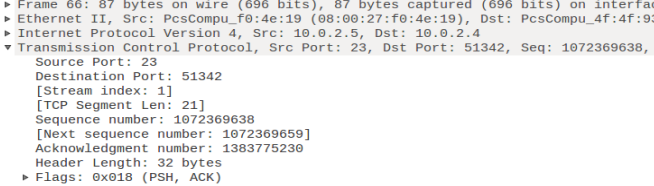 Frame 66: 87 bytes on wire (696 bits), 87 bytes captured (696 bits) on interfac
Ethernet II, Src: PcsCompu_f0:4e:19 (08:00:27:f0:4e:19), Dst: PcsCompu_4f:4f:93
Internet Protocol Version 4, Src: 10.0.2.5, Dst: 10.0.2.4
Transmission Control Protocol, Src Port: 23, Dst Port: 51342, Seq: 1072369638,
Source Port: 23
Destination Port: 51342
[Stream index: 1]
[TCP Segment Len: 21]
Sequence number: 1072369638
[Next sequence number: 1072369659]
Acknowledgment number: 1383775230
Header Length: 32 bytes
Flags: 0x018 (PSH, ACK)